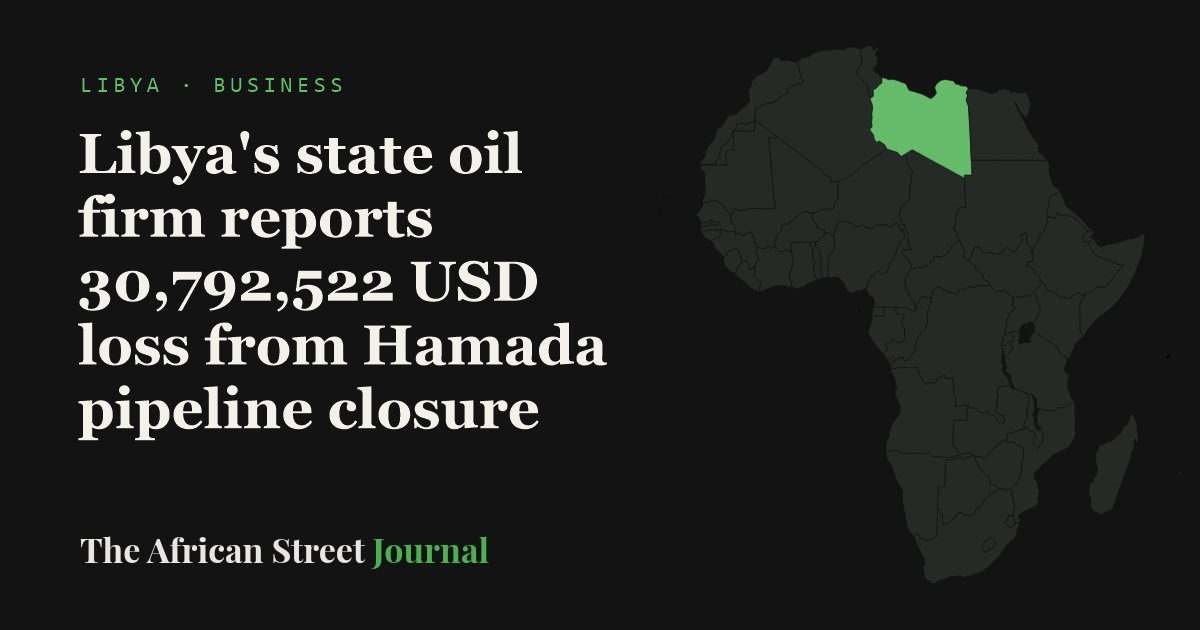 LIBYA · BUSINESS
Libya's state oil
firm reports
30,792,522 USD
loss from Hamada
pipeline closure
The African Street Journal